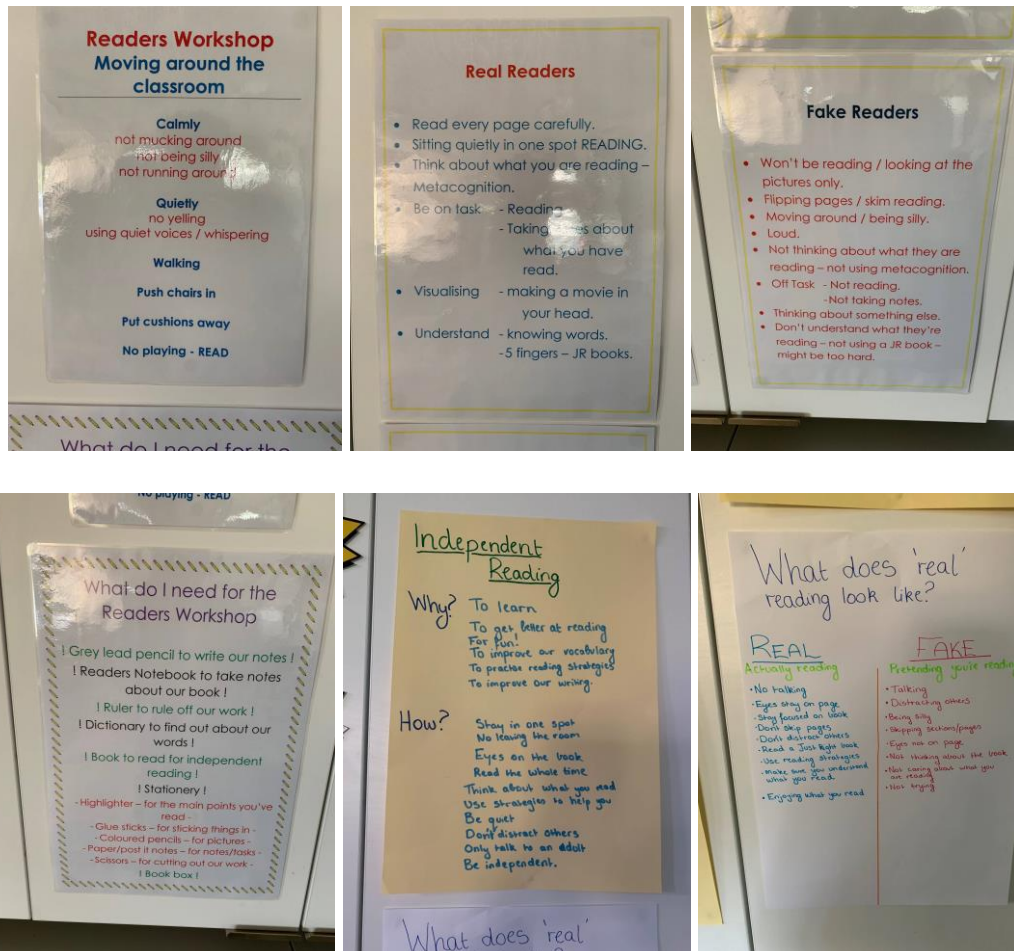 Readers Workshop
Moving around the
classroom
Calmly
not mucking around
not being silly
not running around
Quietly
no yelling
using quiet voices / whispering
Walking
Push chairs in
Put cushions away
No playing - READ
What do I need for the
Real Readers
• Read every page carefully.
• Sitting quietly in one spot READING.
• Think about what you are reading –
Metacognition.
• Be on task - Reading
- Taking about
what you have
read.
• Visualising - making a movie in
your head.
• Understand - knowing words.
-5 fingers – JR books.
Fake Readers
• Won't be reading / looking at the
pictures only.
• Flipping pages / skim reading.
• Moving around / being silly.
• Loud.
• Not thinking about what they are
reading – not using metacognition.
• Off Task - Not reading.
-Not taking notes.
• Thinking about something else.
• Don't understand what they're
reading – not using a JR book –
might be too hard.
No playing - READ
What do I need for the
Readers Workshop
! Grey lead pencil to write our notes !
! Readers Notebook to take notes
about our book !
! Ruler to rule off our work !
! Dictionary to find out about our
words !
! Book to read for independent
reading !
! Stationery !
- Highlighter – for the main points you've
read -
- Glue sticks – for sticking things in -
- Coloured pencils – for pictures -
- Paper/post it notes – for notes/tasks -
- Scissors – for cutting out our work -
! Book box !
Independent
Reading
Why? To learn
To get better at reading
For fun!
To improve our vocabulary
To practise reading strategies
To improve our writing.
How? Stay in one spot
No leaving the room
Eyes on the book
Read the whole time
Think about what you read
Use strategies to help you
Be quiet
Don't distract others
Only talk to an adult
Be independent.
What does 'real'
What does 'real'
reading look like?
REAL
Actually reading
• No talking
• Eyes stay on page
• Stay focused on book
• Don't skip pages
• Don't distract others
• Read a Just Right book
• Use reading strategies
• Make sure you understand
what you read.
• Enjoying what you read
FAKE
Pretending you're reading
• Talking
• Distracting others
• Being silly
• Skipping sections/pages
• Eyes not on page
• Not thinking about the book
• Not caring about what you
are reading
• Not trying